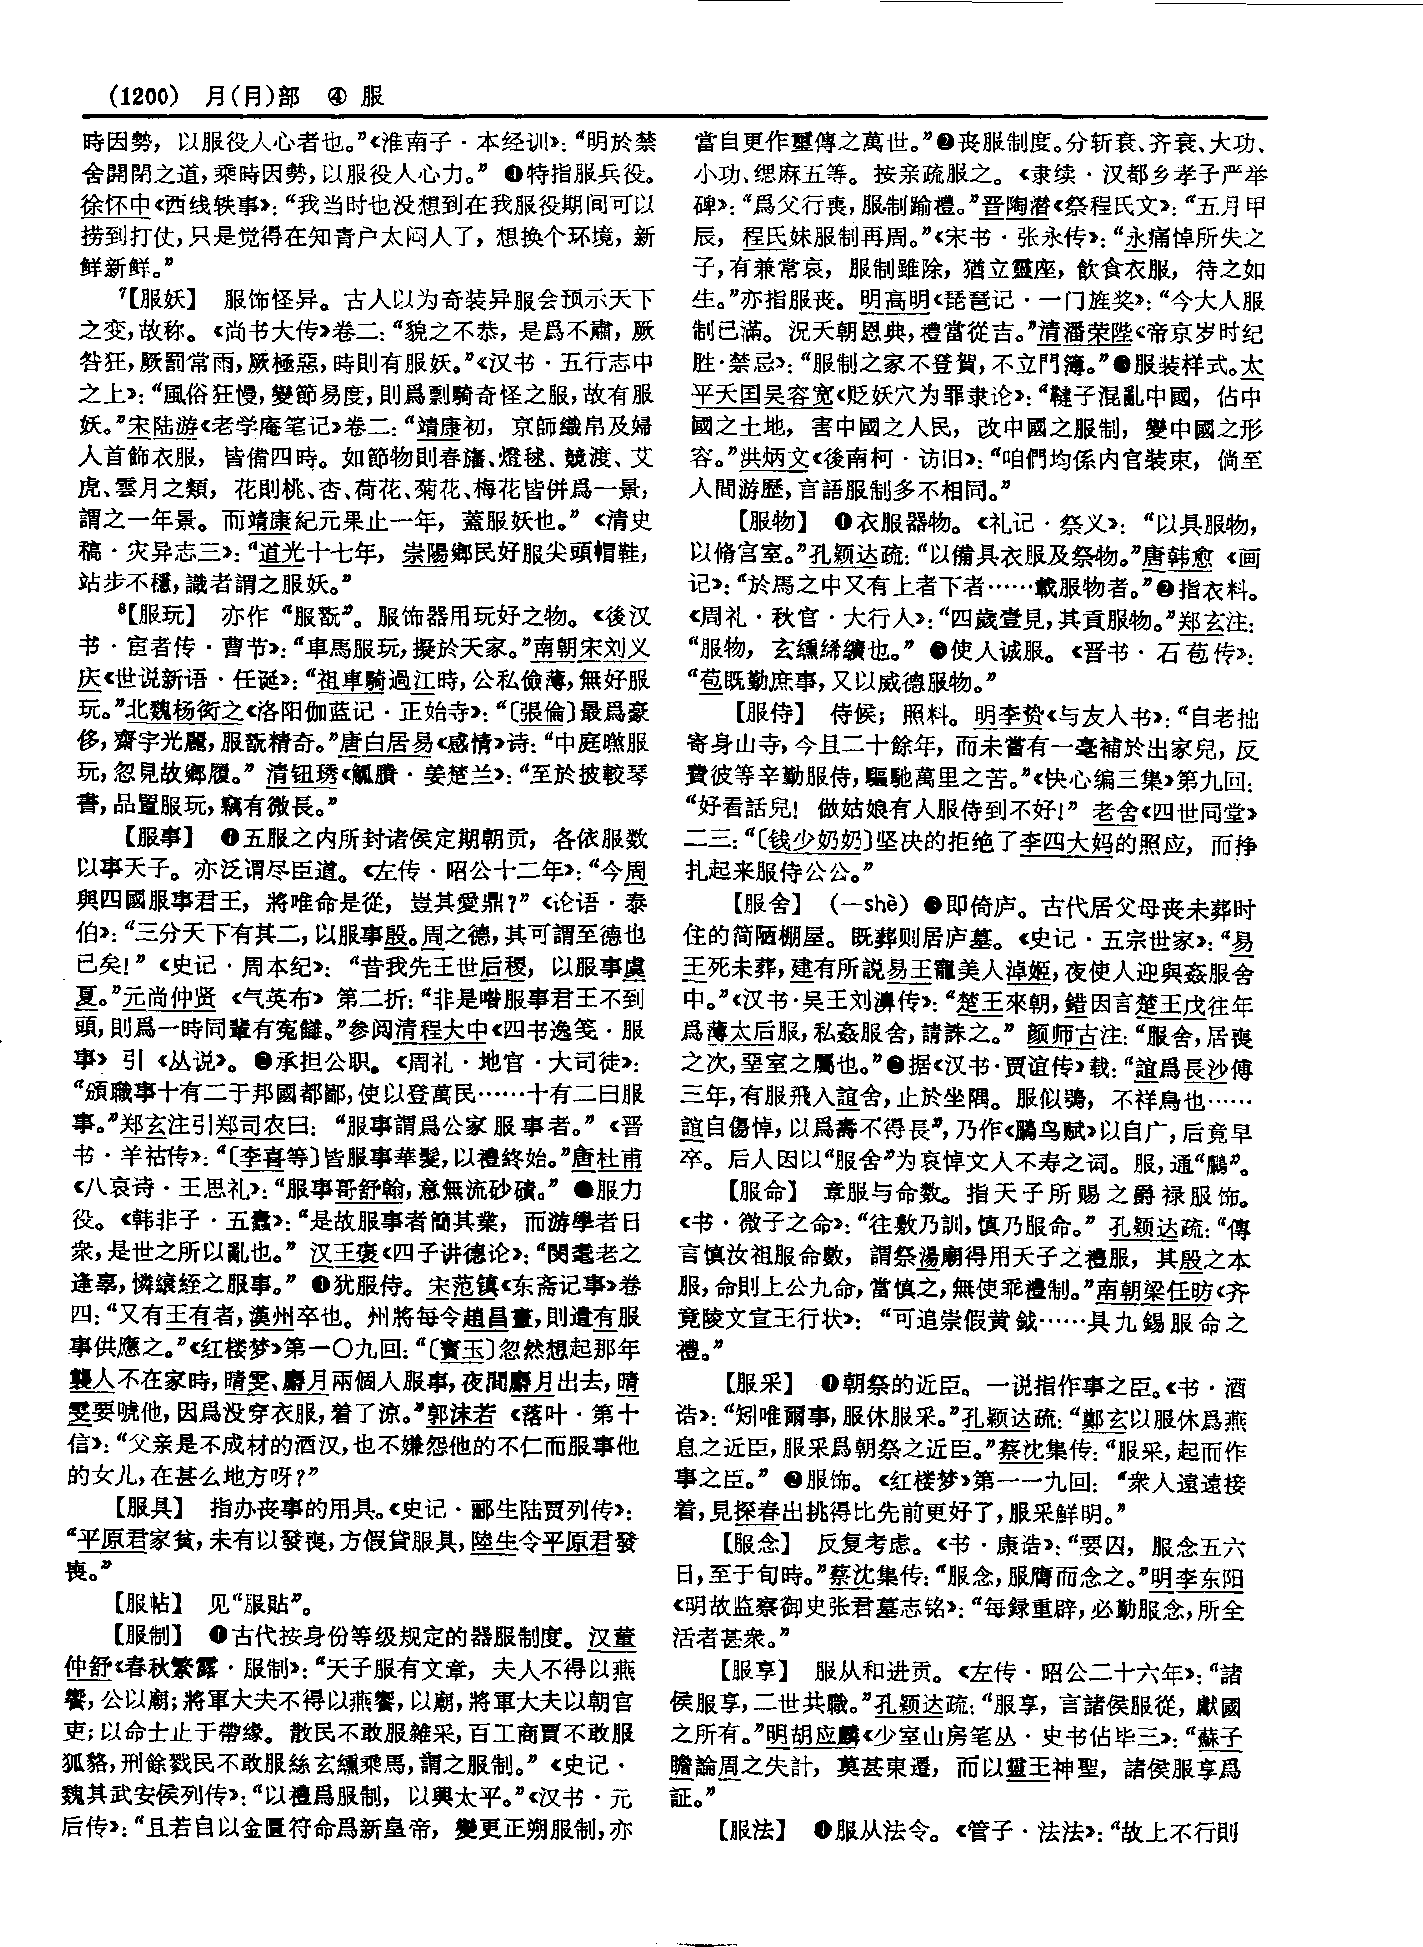 (1200) 月(月)部 ④ 服
時因勢，以服役人心者也。”《淮南子·本经训》：“明於禁
舍開閉之道，乘時因勢，以服役人心力。” ❹特指服兵役。
徐怀中《西线轶事》：“我当时也没想到在我服役期间可以
捞到打仗，只是觉得在知青户太闷人了，想换个环境，新
鲜新鲜。”
7【服妖】 服饰怪异。古人以为奇装异服会预示天下
之变，故称。《尚书大传》卷二：“貌之不恭，是爲不肅，厥
咎狂，厥罰常雨，厥極惡，時則有服妖。”《汉书·五行志中
之上》：“風俗狂慢，變節易度，則爲剽輕奇怪之服，故有服
妖。”宋陆游《老学庵笔记》卷二：“靖康初，京師織帛及婦
人首飾衣服，皆備四時。如節物則春旛、燈毬、競渡、艾
虎、雲月之類，花則桃、杏、荷花、菊花、梅花皆併爲一景，
謂之一年景。而靖康紀元果止一年，蓋服妖也。”《清史
稿·灾异志三》：“道光十七年，崇陽鄉民好服尖頭帽鞋，
站步不穩，識者謂之服妖。”
8【服玩】 亦作“服翫”。服饰器用玩好之物。《後汉
书·宦者传·曹节》：“車馬服玩，擬於天家。”南朝宋刘义
庆《世说新语·任诞》：“祖車騎過江時，公私儉薄，無好服
玩。”北魏杨衒之《洛阳伽蓝记·正始寺》：“〔張倫〕最爲豪
侈，齋宇光麗，服翫精奇。”唐白居易《感情》诗：“中庭曬服
玩，忽見故鄉履。” 清钮琇《觚賸·姜楚兰》：“至於披較琴
書，品置服玩，竊有微長。”
【服事】 ❶五服之内所封诸侯定期朝贡，各依服数
以事天子。亦泛谓尽臣道。《左传·昭公十二年》：“今周
與四國服事君王，將唯命是從，豈其愛鼎？”《论语·泰
伯》：“三分天下有其二，以服事殷。周之德，其可謂至德也
已矣！”《史记·周本纪》：“昔我先王世后稷，以服事虞
夏。”元尚仲贤《气英布》第二折：“非是喒服事君王不到
頭，則爲一時同輩有冤讎。”参阅清程大中《四书逸笺·服
事》引《丛说》。❷承担公职。《周礼·地官·大司徒》：
“頒職事十有二于邦國都鄙，使以登萬民……十有二曰服
事。”郑玄注引郑司农曰：“服事謂爲公家服事者。”《晋
书·羊祜传》：“〔李喜等〕皆服事華髮，以禮終始。”唐杜甫
《八哀诗·王思礼》：“服事哥舒翰，意無流沙磧。” ❸服力
役。《韩非子·五蠹》：“是故服事者簡其業，而游學者日
衆，是世之所以亂也。” 汉王褒《四子讲德论》：“閔耄老之
逢辜，憐縗絰之服事。” ❹犹服侍。宋范镇《东斋记事》卷
四：“又有王有者，漢州卒也。州將每令趙昌畫，則遣有服
事供應之。”《红楼梦》第一〇九回：“〔寳玉〕忽然想起那年
襲人不在家時，晴雯、麝月兩個人服事，夜間麝月出去，晴
雯要唬他，因爲没穿衣服，着了凉。”郭沫若《落叶·第十
信》：“父亲是不成材的酒汉，也不嫌怨他的不仁而服事他
的女儿，在甚么地方呀？”
【服具】 指办丧事的用具。《史记·郦生陆贾列传》：
“平原君家貧，未有以發喪，方假貸服具，陸生令平原君發
喪。”
【服帖】 见“服貼”。
【服制】 ❶古代按身份等级规定的器服制度。汉董
仲舒《春秋繁露·服制》：“天子服有文章，夫人不得以燕
饗，公以廟；將軍大夫不得以燕饗，以廟，將軍大夫以朝官
吏；以命士止于帶緣。散民不敢服雜采，百工商賈不敢服
狐貉，刑餘戮民不敢服絲玄纁乘馬，謂之服制。”《史记·
魏其武安侯列传》：“以禮爲服制，以興太平。”《汉书·元
后传》：“且若自以金匱符命爲新皇帝，變更正朔服制，亦
當自更作璽傳之萬世。”❷丧服制度。分斩衰、齐衰、大功、
小功、缌麻五等。按亲疏服之。《隶续·汉都乡孝子严举
碑》：“爲父行喪，服制踰禮。”晋陶潜《祭程氏文》：“五月甲
辰，程氏妹服制再周。”《宋书·张永传》：“永痛悼所失之
子，有兼常哀，服制雖除，猶立靈座，飲食衣服，待之如
生。”亦指服丧。明高明《琵琶记·一门旌奖》：“今大人服
制已滿。况天朝恩典，禮當從吉。”清潘荣陛《帝京岁时纪
胜·禁忌》：“服制之家不登賀，不立門簿。”❸服装样式。太
平天国吴容宽《贬妖穴为罪隶论》：“韃子混亂中國，佔中
國之土地，害中國之人民，改中國之服制，變中國之形
容。”洪炳文《後南柯·访旧》：“咱們均係内官裝束，倘至
人間游歷，言語服制多不相同。”
【服物】 ❶衣服器物。《礼记·祭义》：“以具服物，
以脩宫室。”孔颖达疏：“以備具衣服及祭物。”唐韩愈《画
记》：“於馬之中又有上者下者……載服物者。”❷指衣料。
《周礼·秋官·大行人》：“四歲壹見，其貢服物。”郑玄注：
“服物，玄纁絺纊也。” ❸使人诚服。《晋书·石苞传》：
“苞既勤庶事，又以威德服物。”
【服侍】 侍候；照料。明李贽《与友人书》：“自老拙
寄身山寺，今且二十餘年，而未嘗有一毫補於出家兒，反
費彼等辛勤服侍，驅馳萬里之苦。”《快心编三集》第九回：
“好看話兒！做姑娘有人服侍到不好！” 老舍《四世同堂》
二三：“〔钱少奶奶〕坚决的拒绝了李四大妈的照应，而挣
扎起来服侍公公。”
【服舍】 （一shè）❶即倚庐。古代居父母丧未葬时
住的简陋棚屋。既葬则居庐墓。《史记·五宗世家》：“易
王死未葬，建有所說易王寵美人淖姬，夜使人迎與姦服舍
中。”《汉书·吴王刘濞传》：“楚王來朝，錯因言楚王戊往年
爲薄太后服，私姦服舍，請誅之。” 颜师古注：“服舍，居喪
之次，堊室之屬也。”❷据《汉书·贾谊传》载：“誼爲長沙傅
三年，有服飛入誼舍，止於坐隅。服似鴞，不祥鳥也……
誼自傷悼，以爲壽不得長”，乃作《鵩鸟赋》以自广，后竟早
卒。后人因以“服舍”为哀悼文人不寿之词。服，通“鵩”。
【服命】 章服与命数。指天子所赐之爵禄服饰。
《书·微子之命》：“往敷乃訓，慎乃服命。” 孔颖达疏：“傳
言慎汝祖服命數，謂祭湯廟得用天子之禮服，其殷之本
服，命則上公九命，當慎之，無使乖禮制。”南朝梁任昉《齐
竟陵文宣王行状》：“可追崇假黄鉞……具九錫服命之
禮。”
【服采】 ❶朝祭的近臣。一说指作事之臣。《书·酒
诰》：“矧唯爾事，服休服采。”孔颖达疏：“鄭玄以服休爲燕
息之近臣，服采爲朝祭之近臣。”蔡沈集传：“服采，起而作
事之臣。” ❷服饰。《红楼梦》第一一九回：“衆人遠遠接
着，見探春出挑得比先前更好了，服采鮮明。”
【服念】 反复考虑。《书·康诰》：“要囚，服念五六
日，至于旬時。”蔡沈集传：“服念，服膺而念之。”明李东阳
《明故监察御史张君墓志铭》：“每録重辟，必勤服念，所全
活者甚衆。”
【服享】 服从和进贡。《左传·昭公二十六年》：“諸
侯服享，二世共職。”孔颖达疏：“服享，言諸侯服從，獻國
之所有。”明胡应麟《少室山房笔丛·史书佔毕三》：“蘇子
瞻論周之失計，莫甚東遷，而以靈王神聖，諸侯服享爲
証。”
【服法】 ❶服从法令。《管子·法法》：“故上不行則